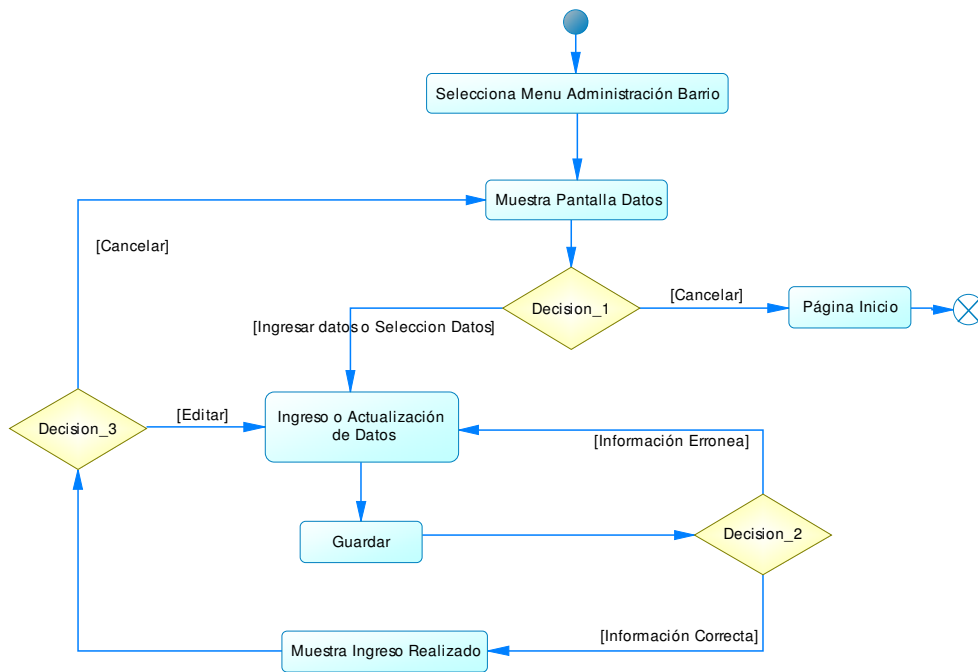 Selecciona Menu Administración Barrio
Muestra Pantalla Datos
[Cancelar]
Decision_1
[Cancelar]
Página Inicio
[Ingresar datos o Seleccion Datos]
Decision_3
[Editar]
Ingreso o Actualización
de Datos
[Información Erronea]
Guardar
Decision_2
[Información Correcta]
Muestra Ingreso Realizado